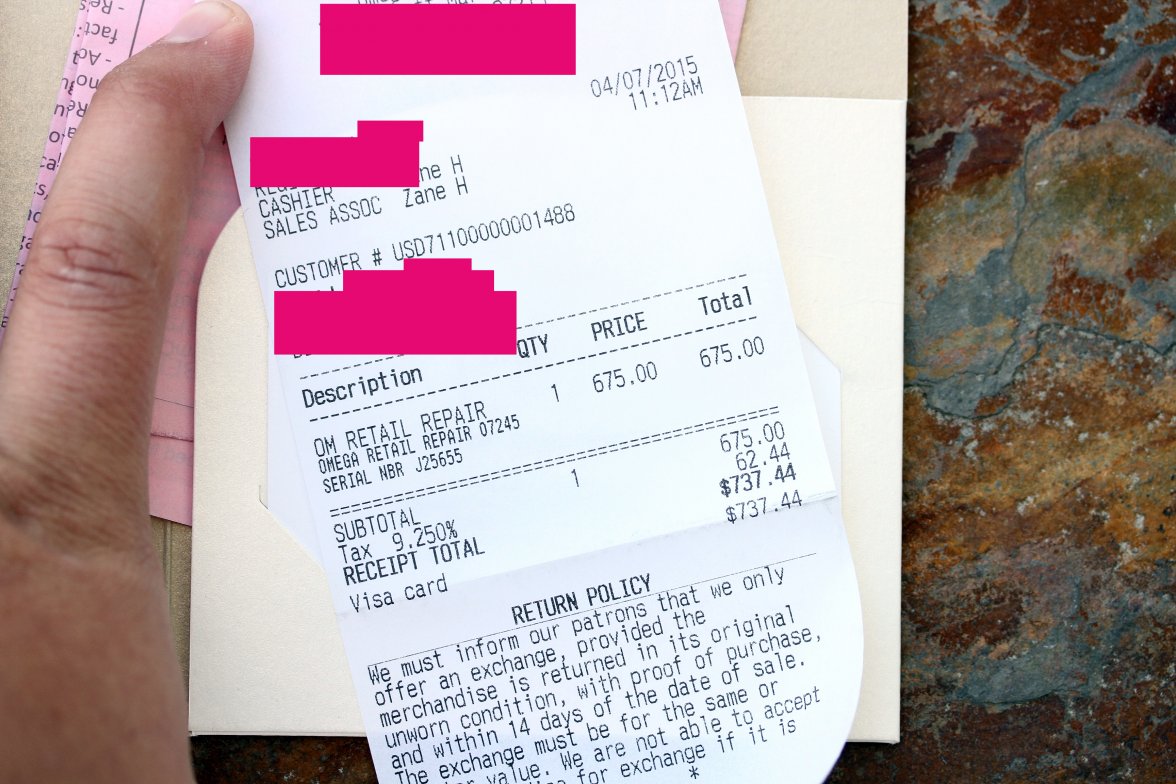 04/07/2015
11:12AM
ne H
CASHIER
SALES ASSOC Zane H
CUSTOMER # USD71100000001488
Description QTY PRICE Total
OM RETAIL REPAIR 1 675.00 675.00
OMEGA RETAIL REPAIR 07245
SERIAL NBR J25655
SUBTOTAL 1 675.00
Tax 9.250% 62.44
RECEIPT TOTAL $737.44
Visa card $737.44
RETURN POLICY
We must inform our patrons that we only
offer an exchange, provided the
merchandise is returned in its original
unworn condition, with proof of purchase,
and within 14 days of the date of sale.
The exchange must be for the same or
value. We are not able to accept
for exchange if it is
*